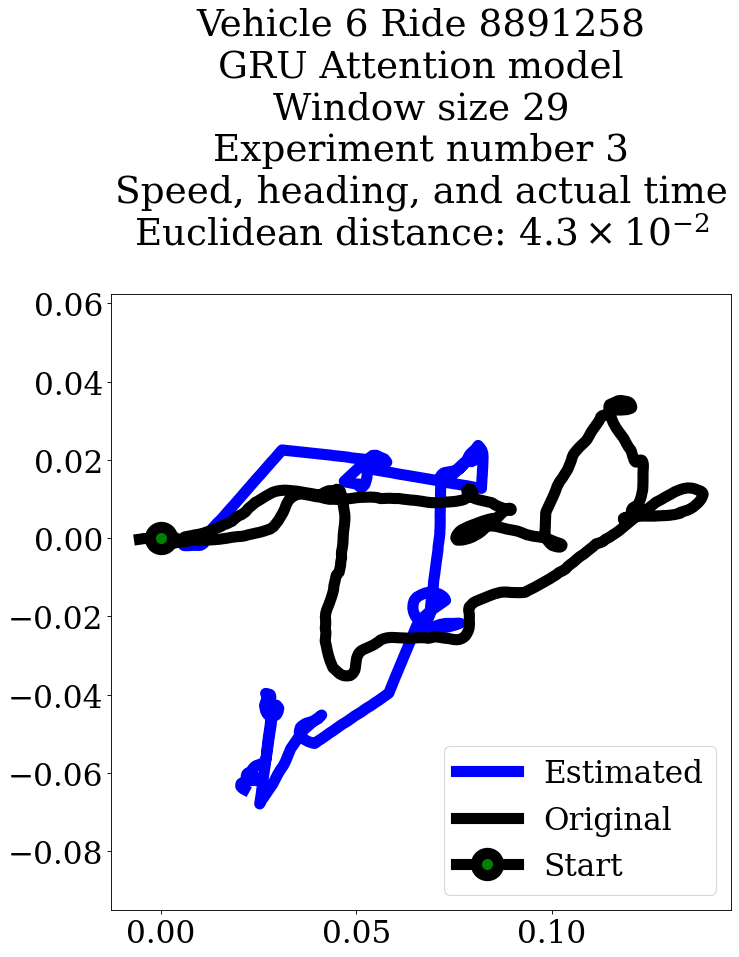 Vehicle 6 Ride 8891258
GRU Attention model
Window size 29
Experiment number 3
Speed, heading, and actual time
Euclidean distance: 4.3 × 10⁻²
0.06
0.04
0.02
0.00
−0.02
−0.04
−0.06
−0.08
Estimated
Original
Start
0.00 0.05 0.10